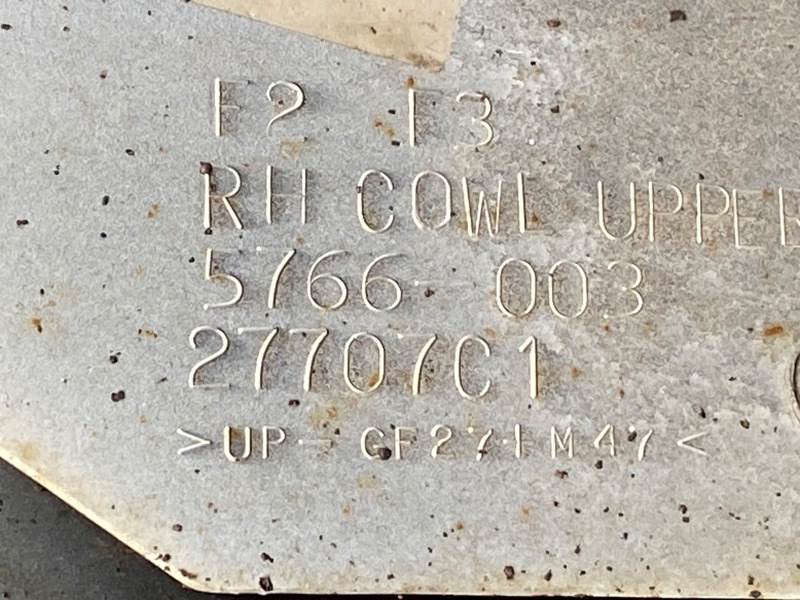 F2 F3
RH COWL UPPER
5766-003
27707C1
>UP-GF27+M47<